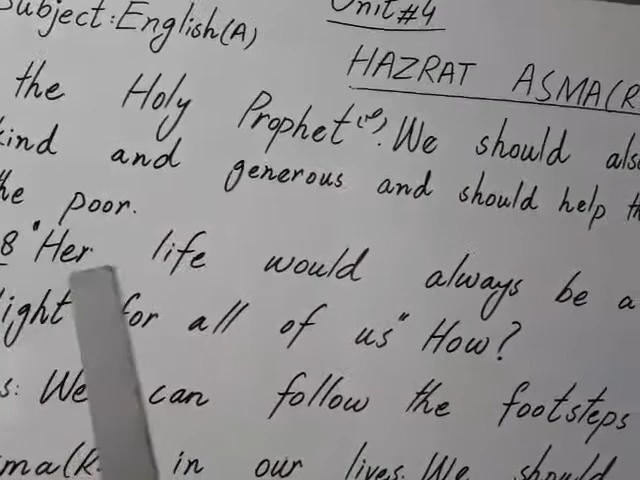 Subject: English (A) Unit #4
HAZRAT ASMA (R
the Holy Prophet. We should also
kind and generous and should help th
the poor.
8 "Her life would always be a
light for all of us" How?
s: We can follow the footsteps
in our lives. We should